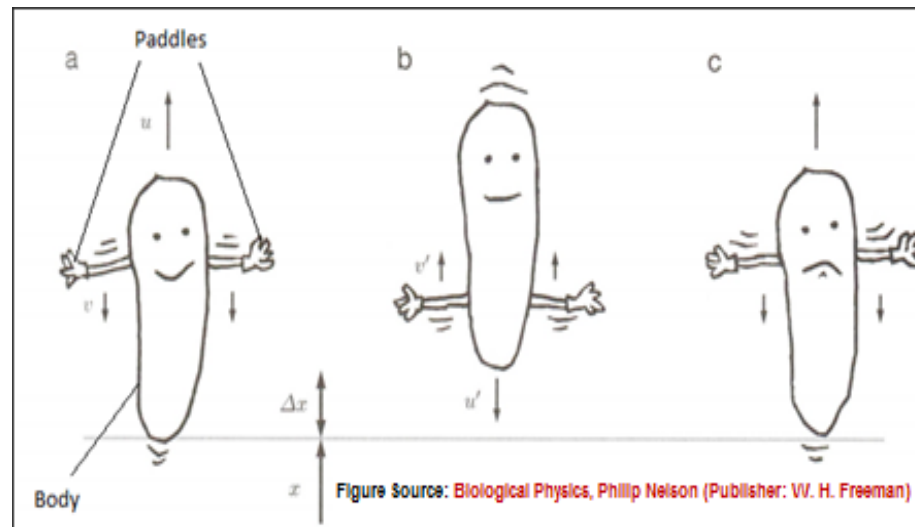 Paddles
a
b
c
u
v
v'
Δx
u'
Body
x
Figure Source: Biological Physics, Philip Nelson (Publisher: W. H. Freeman)